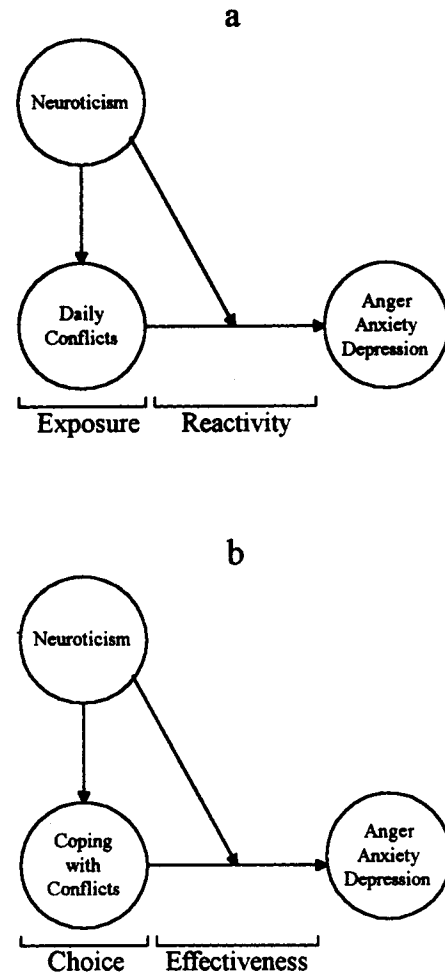 a
Neuroticism
Daily
Conflicts
Anger
Anxiety
Depression
Exposure Reactivity
b
Neuroticism
Coping
with
Conflicts
Anger
Anxiety
Depression
Choice Effectiveness